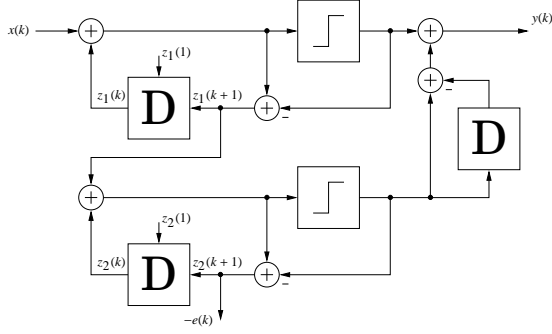 x(k)
y(k)
z₁(1)
z₁(k)
D
z₁(k+1)
-
-
D
z₂(1)
z₂(k)
D
z₂(k+1)
-
−e(k)